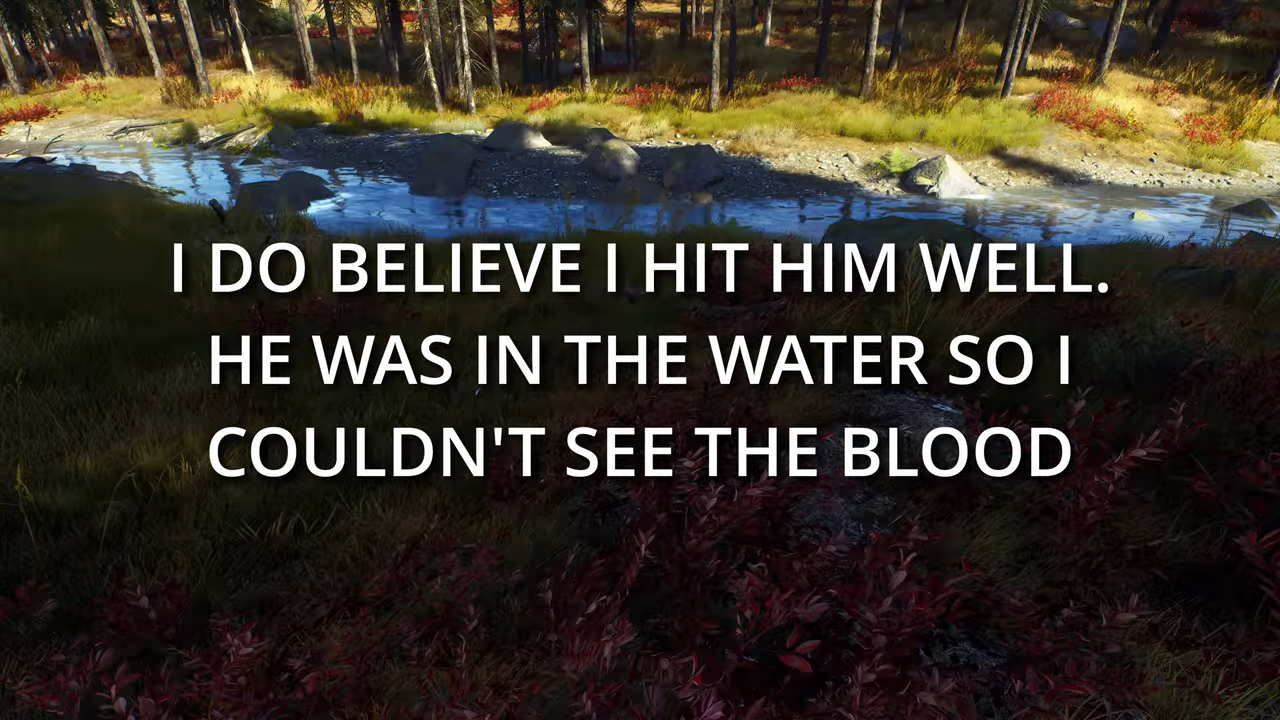 I DO BELIEVE I HIT HIM WELL.
HE WAS IN THE WATER SO I
COULDN'T SEE THE BLOOD